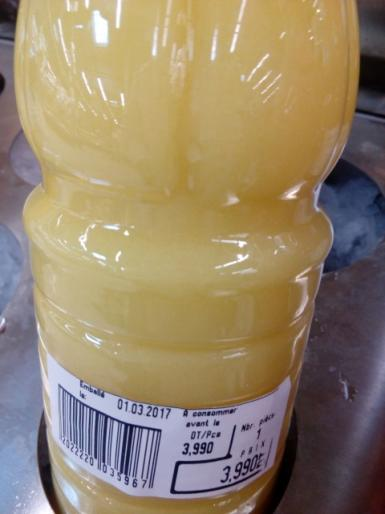 Emballé
le:
01.03.2017
À consommer
avant le
DT/Pce
3,990
Nbr. pièce
1
PRIX
3,990
2022220 035967